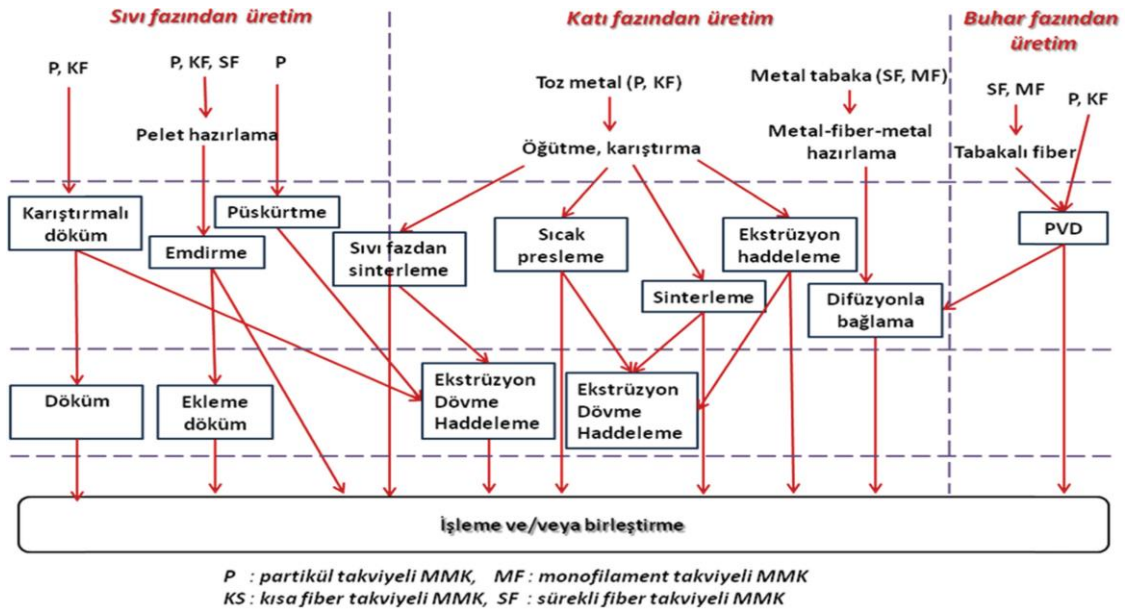 Sıvı fazından üretim
Katı fazından üretim
Buhar fazından
üretim
P, KF
P, KF, SF
P
Pelet hazırlama
Toz metal (P, KF)
Öğütme, karıştırma
Metal tabaka (SF, MF)
Metal-fiber-metal
hazırlama
SF, MF
P, KF
Tabakalı fiber
Karıştırmalı
döküm
Emdirme
Püskürtme
Sıvı fazdan
sinterleme
Sıcak
presleme
Sinterleme
Ekstrüzyon
haddeleme
Difüzyonla
bağlama
PVD
Döküm
Ekleme
döküm
Ekstrüzyon
Dövme
Haddeleme
Ekstrüzyon
Dövme
Haddeleme
İşleme ve/veya birleştirme
P : partikül takviyeli MMK, MF : monofilament takviyeli MMK
KS : kısa fiber takviyeli MMK, SF : sürekli fiber takviyeli MMK